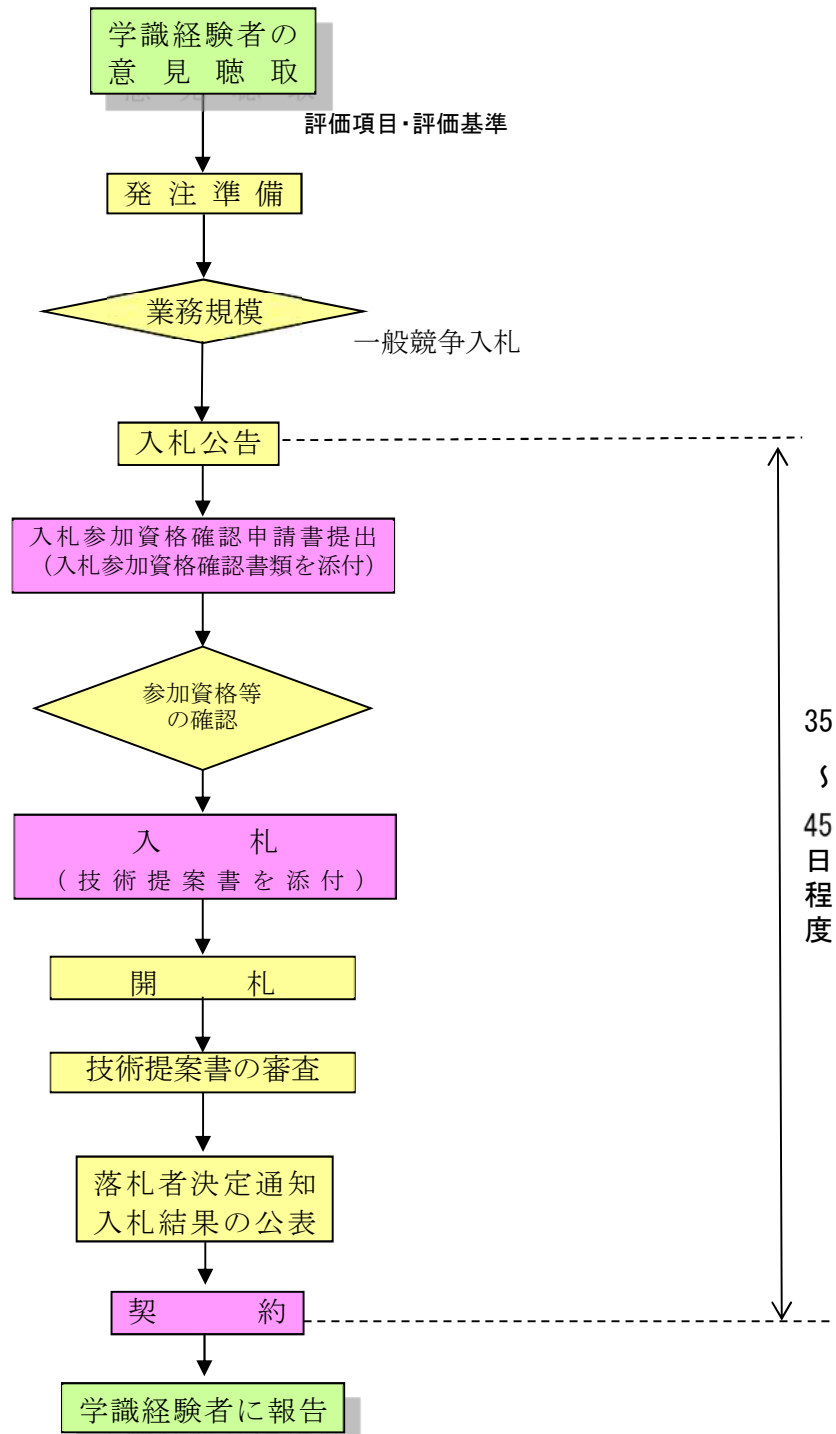 学識経験者の
意見聴取
評価項目・評価基準
発注準備
業務規模
一般競争入札
入札公告
入札参加資格確認申請書提出
（入札参加資格確認書類を添付）
参加資格等
の確認
入札
（技術提案書を添付）
開札
技術提案書の審査
落札者決定通知
入札結果の公表
契約
学識経験者に報告
35
～
45
日
程
度